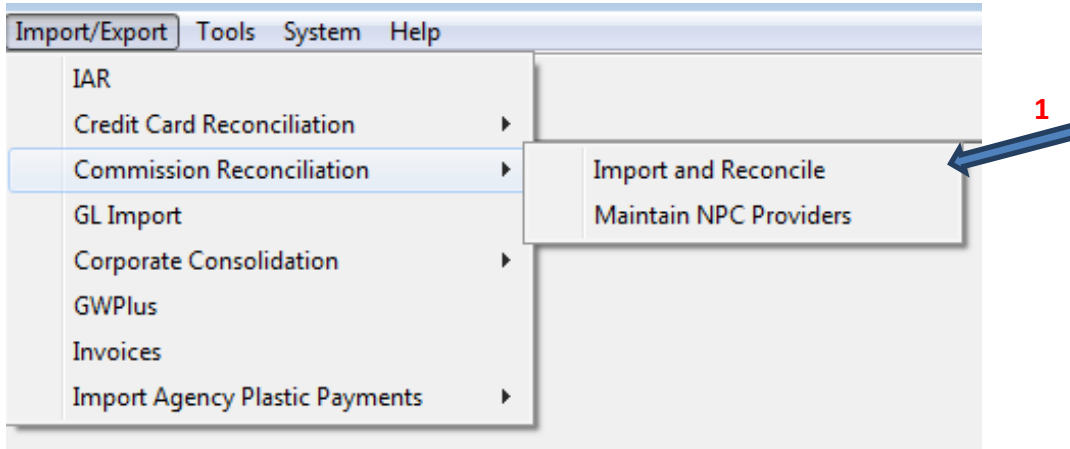 Import/Export Tools System Help
IAR
Credit Card Reconciliation
1
Commission Reconciliation
Import and Reconcile
GL Import
Maintain NPC Providers
Corporate Consolidation
GWPlus
Invoices
Import Agency Plastic Payments